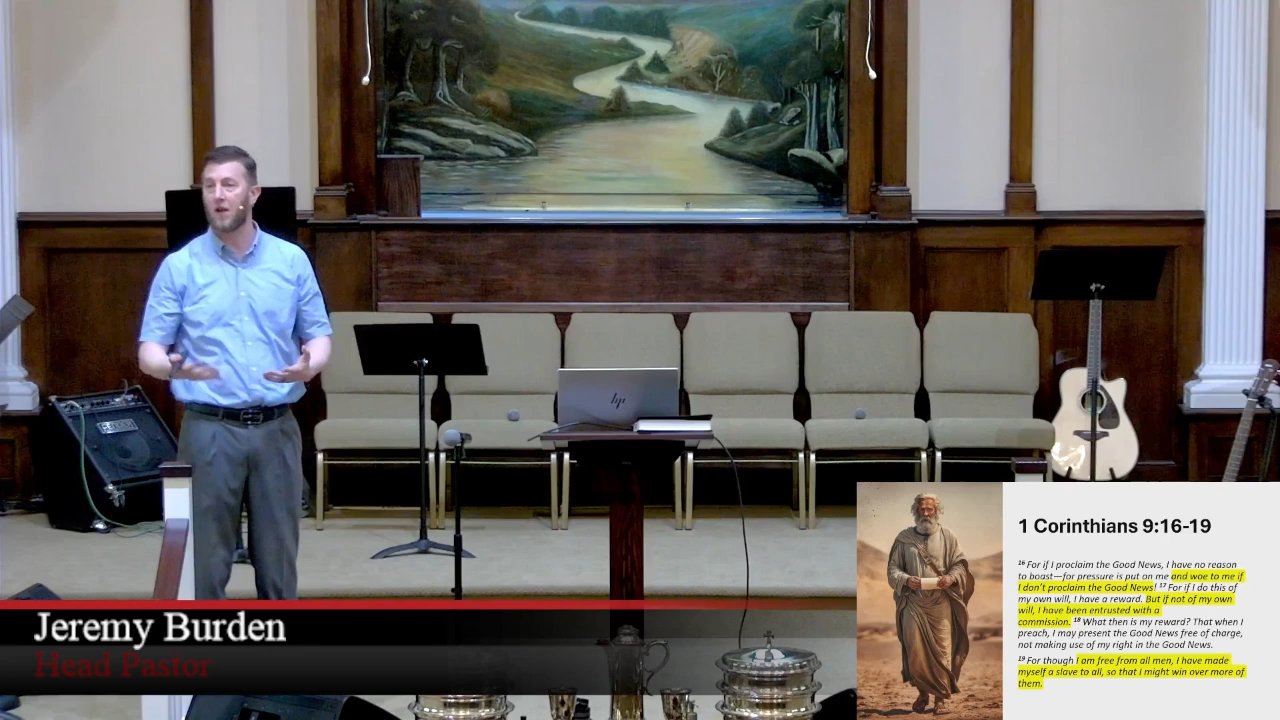 hp
Jeremy Burden
Head Pastor
1 Corinthians 9:16-19
16 For if I proclaim the Good News, I have no reason
to boast—for pressure is put on me and woe to me if
I don't proclaim the Good News! 17 For if I do this of
my own will, I have a reward. But if not of my own
will, I have been entrusted with a
commission. 18 What then is my reward? That when I
preach, I may present the Good News free of charge,
not making use of my right in the Good News.
19 For though I am free from all men, I have made
myself a slave to all, so that I might win over more of
them.